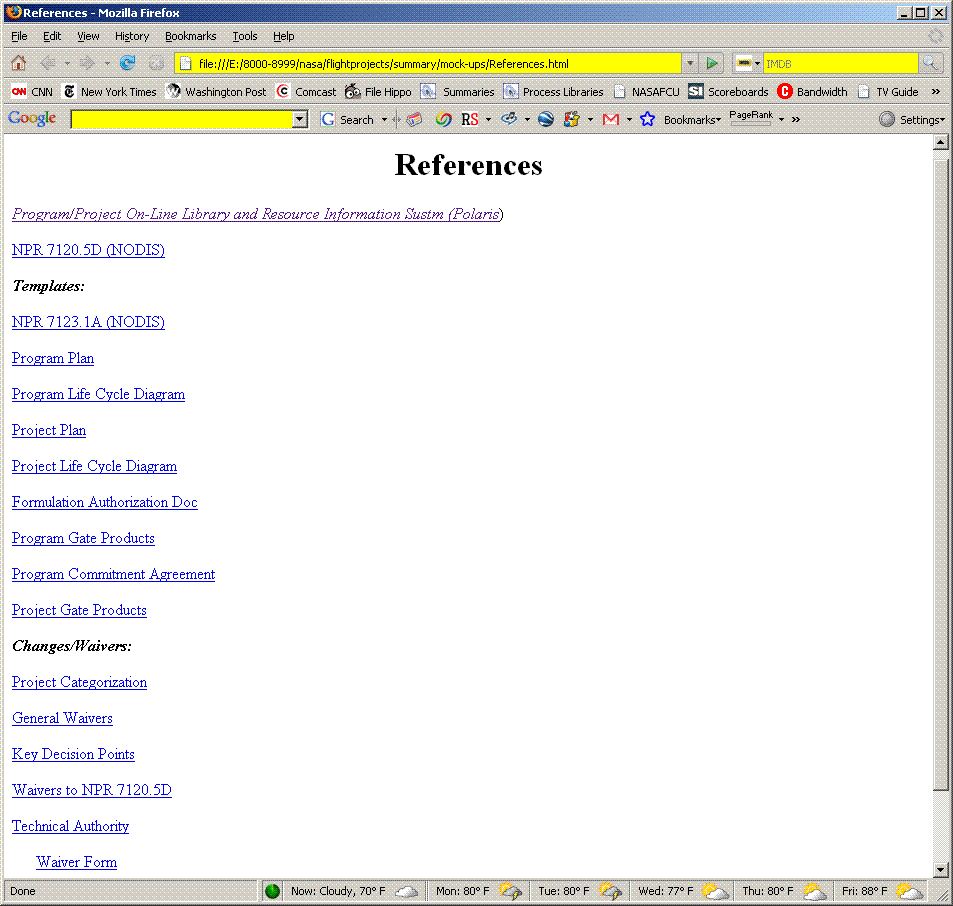 References - Mozilla Firefox
File Edit View History Bookmarks Tools Help
file:///E:/8000-8999/nasa/flightprojects/summary/mock-ups/References.html IMDB
CNN CNN New York Times Washington Post Comcast File Hippo Summaries Process Libraries NASAFCU SI Scoreboards Bandwidth TV Guide »
Google G Search RS Bookmarks PageRank » Settings
References
Program/Project On-Line Library and Resource Information Sustm (Polaris)
NPR 7120.5D (NODIS)
Templates:
NPR 7123.1A (NODIS)
Program Plan
Program Life Cycle Diagram
Project Plan
Project Life Cycle Diagram
Formulation Authorization Doc
Program Gate Products
Program Commitment Agreement
Project Gate Products
Changes/Waivers:
Project Categorization
General Waivers
Key Decision Points
Waivers to NPR 7120.5D
Technical Authority
Waiver Form
Done Now: Cloudy, 70° F Mon: 80° F Tue: 80° F Wed: 77° F Thu: 80° F Fri: 88° F